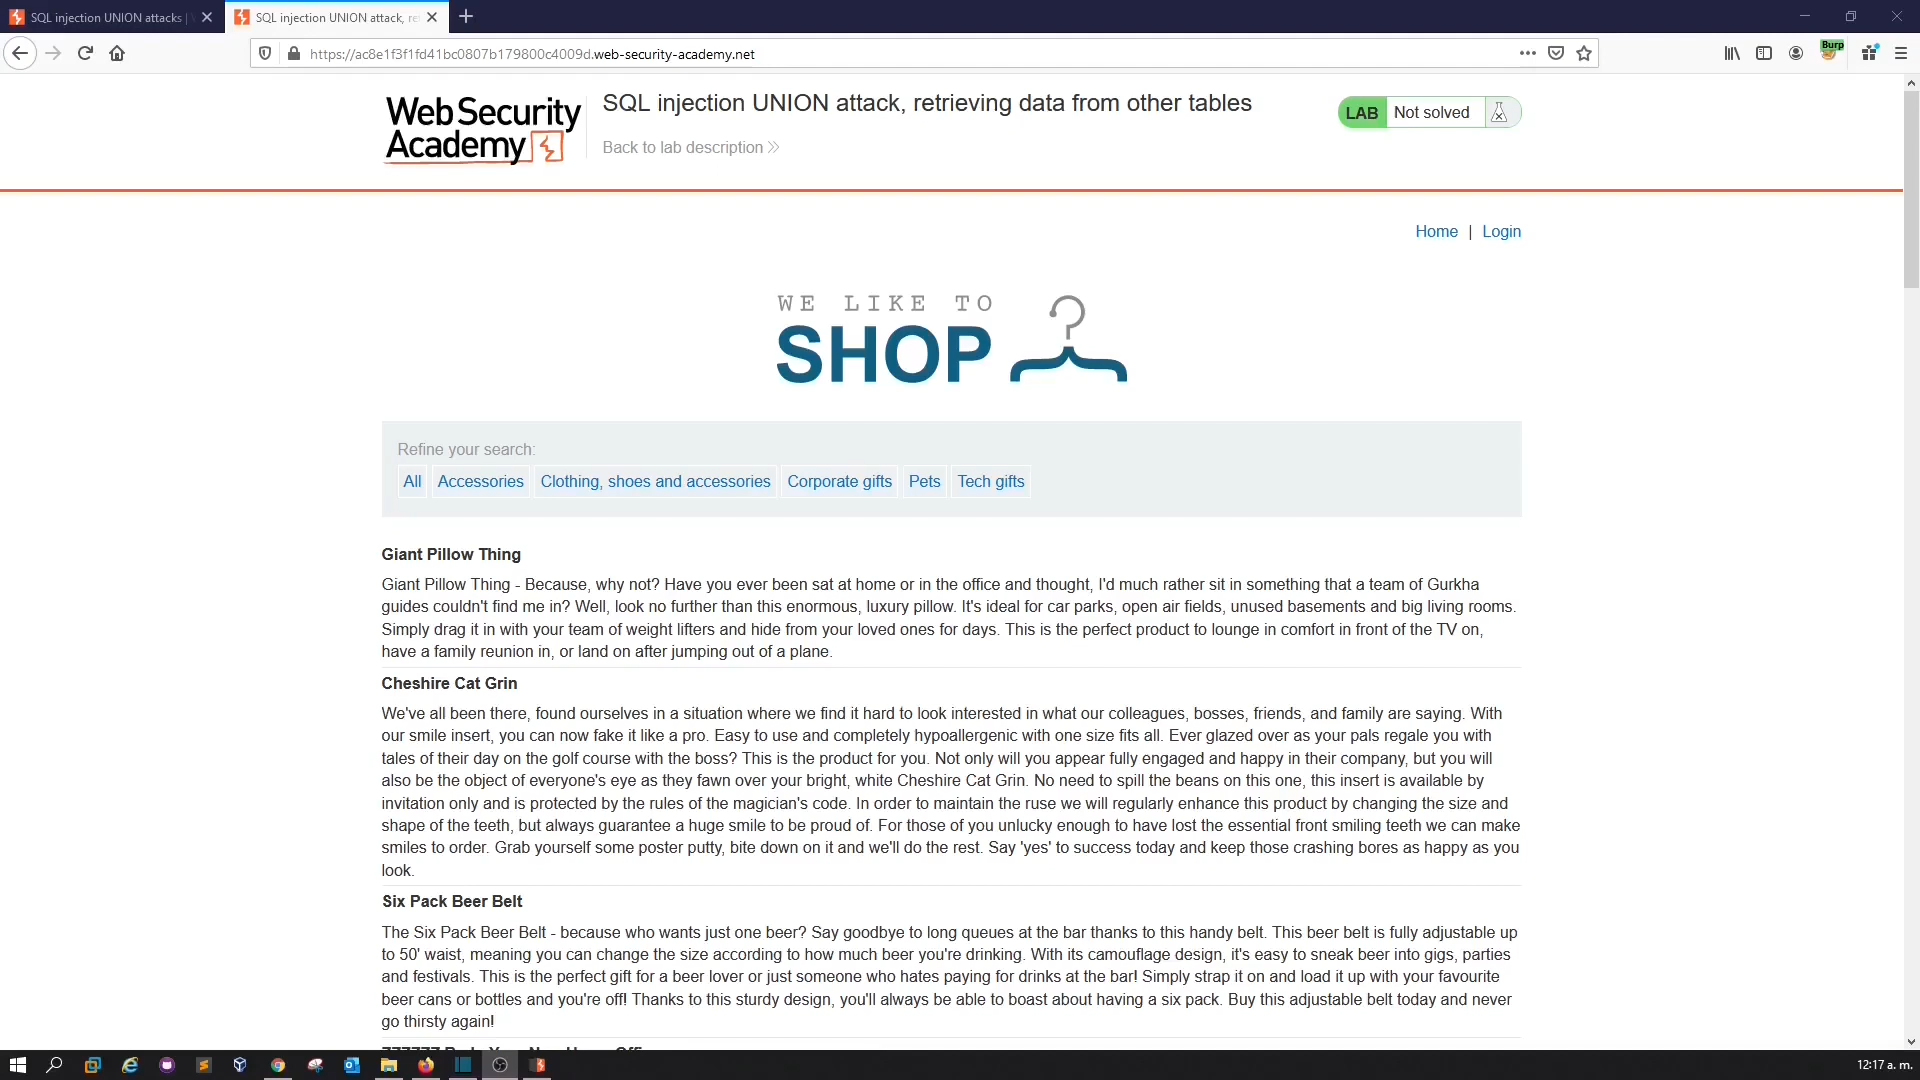 SQL injection UNION attacks |
SQL injection UNION attack, re
https://ac8e1f3f1fd41bc0807b179800c4009d.web-security-academy.net
Burp
Web Security
Academy
SQL injection UNION attack, retrieving data from other tables
Back to lab description
LAB Not solved
Home | Login
WE LIKE TO
SHOP
Refine your search:
All Accessories Clothing, shoes and accessories Corporate gifts Pets Tech gifts
Giant Pillow Thing
Giant Pillow Thing - Because, why not? Have you ever been sat at home or in the office and thought, I'd much rather sit in something that a team of Gurkha
guides couldn't find me in? Well, look no further than this enormous, luxury pillow. It's ideal for car parks, open air fields, unused basements and big living rooms.
Simply drag it in with your team of weight lifters and hide from your loved ones for days. This is the perfect product to lounge in comfort in front of the TV on,
have a family reunion in, or land on after jumping out of a plane.
Cheshire Cat Grin
We've all been there, found ourselves in a situation where we find it hard to look interested in what our colleagues, bosses, friends, and family are saying. With
our smile insert, you can now fake it like a pro. Easy to use and completely hypoallergenic with one size fits all. Ever glazed over as your pals regale you with
tales of their day on the golf course with the boss? This is the product for you. Not only will you appear fully engaged and happy in their company, but you will
also be the object of everyone's eye as they fawn over your bright, white Cheshire Cat Grin. No need to spill the beans on this one, this insert is available by
invitation only and is protected by the rules of the magician's code. In order to maintain the ruse we will regularly enhance this product by changing the size and
shape of the teeth, but always guarantee a huge smile to be proud of. For those of you unlucky enough to have lost the essential front smiling teeth we can make
smiles to order. Grab yourself some poster putty, bite down on it and we'll do the rest. Say 'yes' to success today and keep those crashing bores as happy as you
look.
Six Pack Beer Belt
The Six Pack Beer Belt - because who wants just one beer? Say goodbye to long queues at the bar thanks to this handy belt. This beer belt is fully adjustable up
to 50' waist, meaning you can change the size according to how much beer you're drinking. With its camouflage design, it's easy to sneak beer into gigs, parties
and festivals. This is the perfect gift for a beer lover or just someone who hates paying for drinks at the bar! Simply strap it on and load it up with your favourite
beer cans or bottles and you're off! Thanks to this sturdy design, you'll always be able to boast about having a six pack. Buy this adjustable belt today and never
go thirsty again!
12:17 a. m.